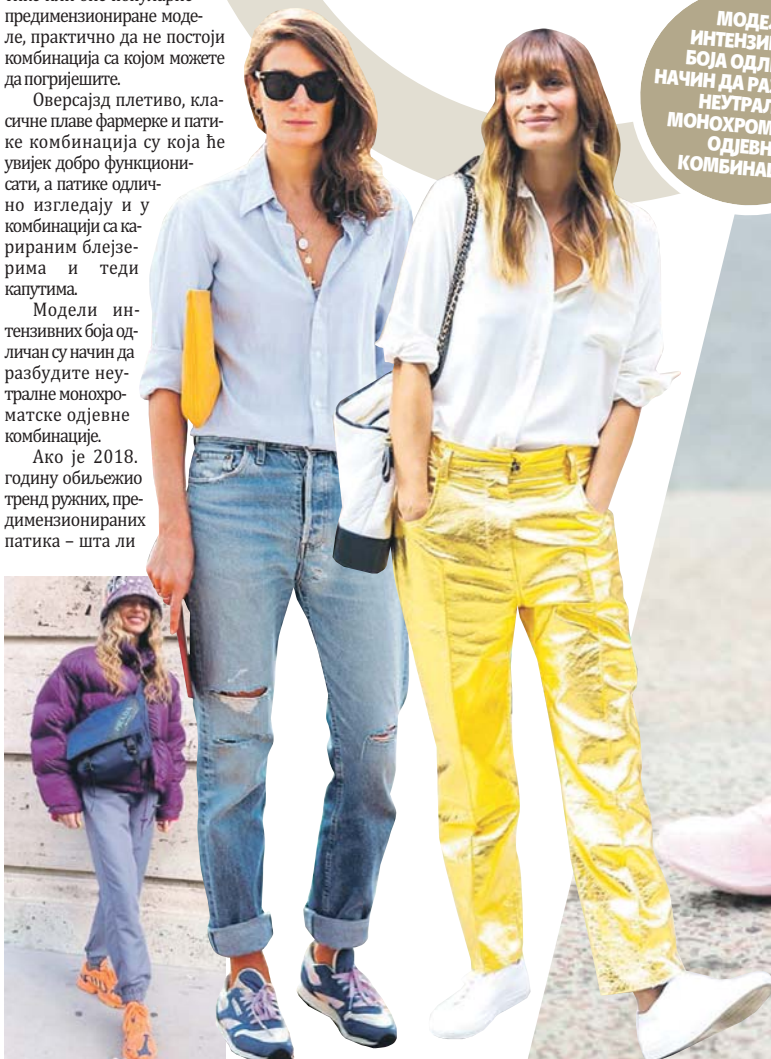 предимензиониране моде-
ле, практично да не постоји
комбинација са којом можете
да погријешите.
Оверсајзд плетиво, кла-
сичне плаве фармерке и пати-
ке комбинација су која ће
увијек добро функциони-
сати, а патике одлич-
но изгледају и у
комбинацији са ка-
рираним блејзе-
рима и теди
капутима.
Модели ин-
тензивних боја од-
личан су начин да
разбудите неу-
тралне монохро-
матске одјевне
комбинације.
Ако је 2018.
годину обиљежио
тренд ружних, пре-
димензионираних
патика – шта ли
МОДЕ
ИНТЕНЗИ
БОЈА ОДЛ
НАЧИН ДА РА
НЕУТРАЛ
МОНОХРОМ
ОДЈЕВН
КОМБИНА
PRADA